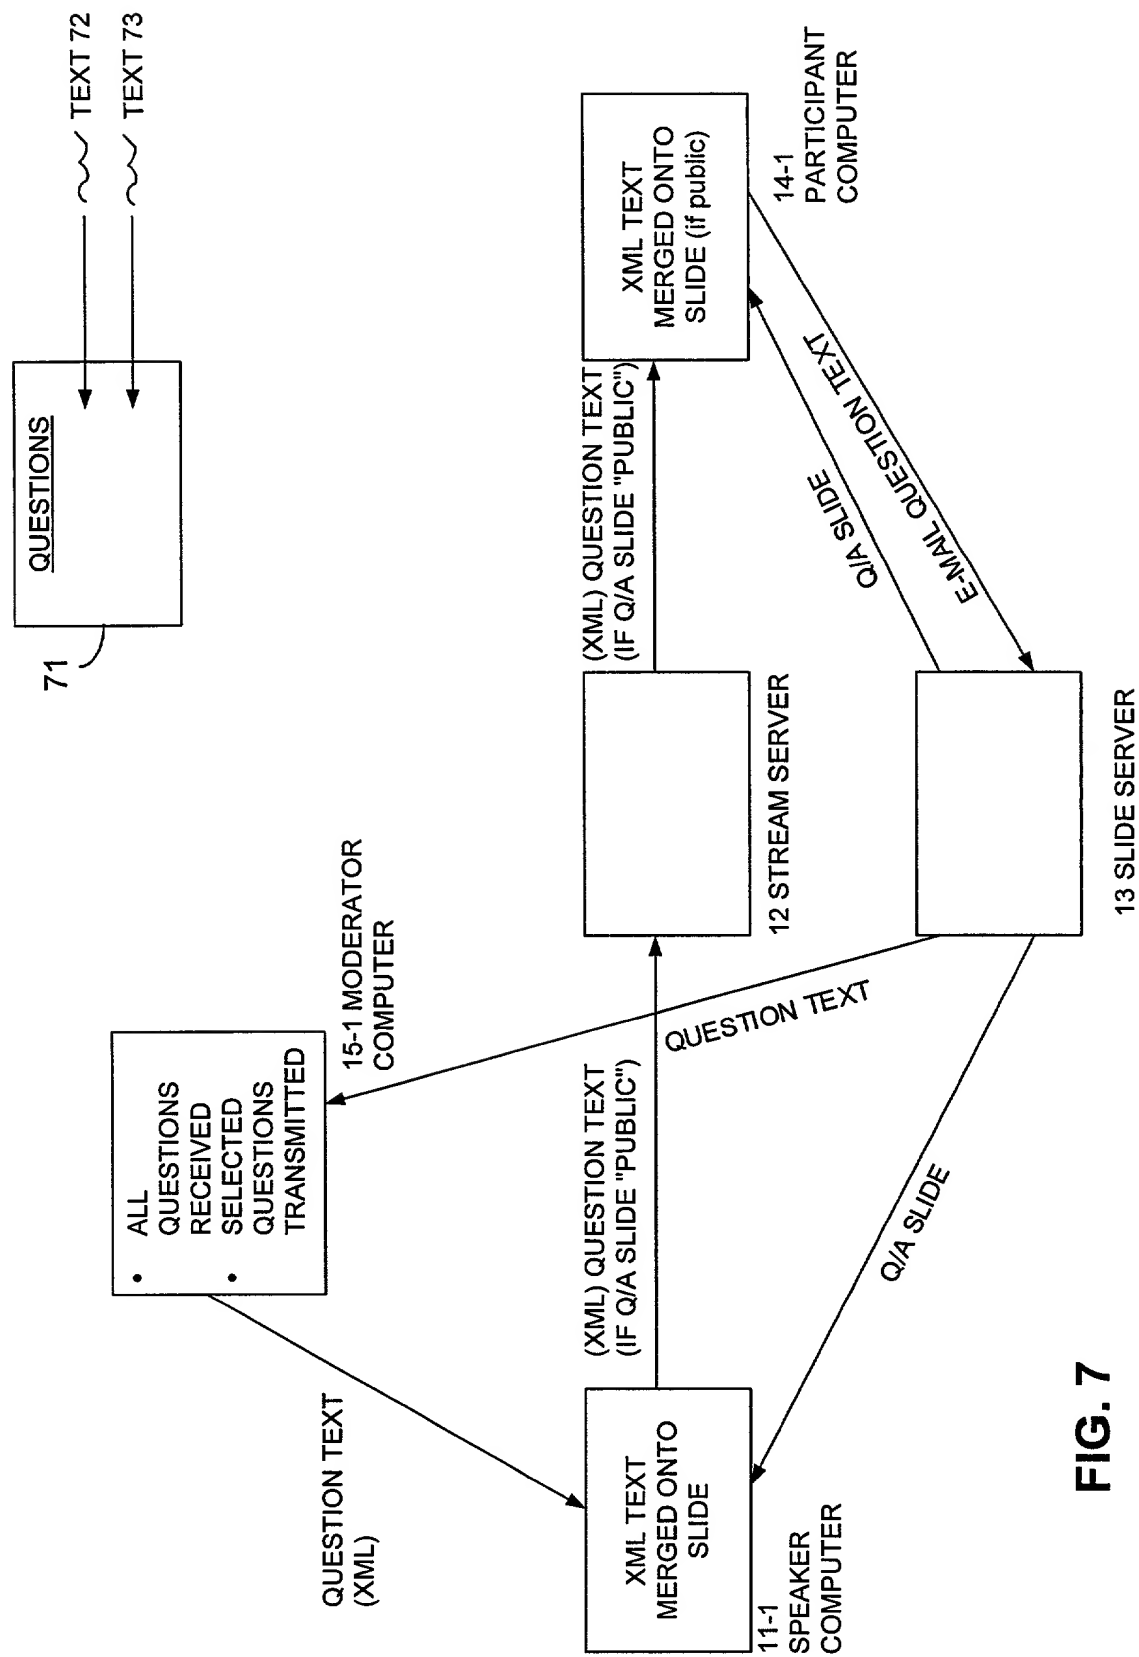 QUESTIONS
TEXT 72
TEXT 73
71
15-1 MODERATOR
COMPUTER
• ALL
QUESTIONS
RECEIVED
• SELECTED
QUESTIONS
TRANSMITTED
QUESTION TEXT
(XML)
XML TEXT
MERGED ONTO
SLIDE
11-1
SPEAKER
COMPUTER
(XML) QUESTION TEXT
(IF Q/A SLIDE "PUBLIC")
QUESTION TEXT
12 STREAM SERVER
(XML) QUESTION TEXT
(IF Q/A SLIDE "PUBLIC")
XML TEXT
MERGED ONTO
SLIDE (if public)
14-1
PARTICIPANT
COMPUTER
Q/A SLIDE
E-MAIL QUESTION TEXT
Q/A SLIDE
13 SLIDE SERVER
FIG. 7